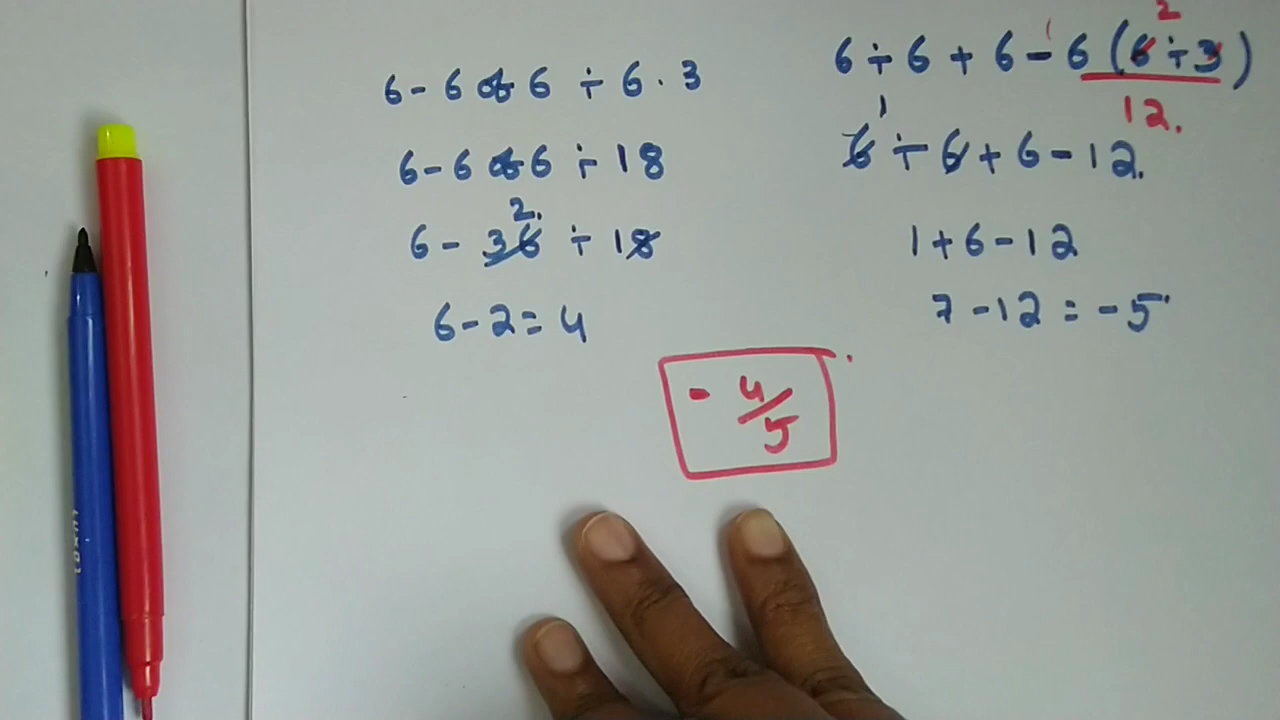 6 - 6 of 6 ÷ 6 . 3
6 - 6 of 6 ÷ 18
2.
6 - 36 ÷ 18
6 - 2 = 4
2
6 ÷ 6 + 6 - 6 ( 6 ÷ 3 )
12.
1
6 ÷ 6 + 6 - 12.
1 + 6 - 12
7 - 12 = - 5
- 4/5
LUXOR